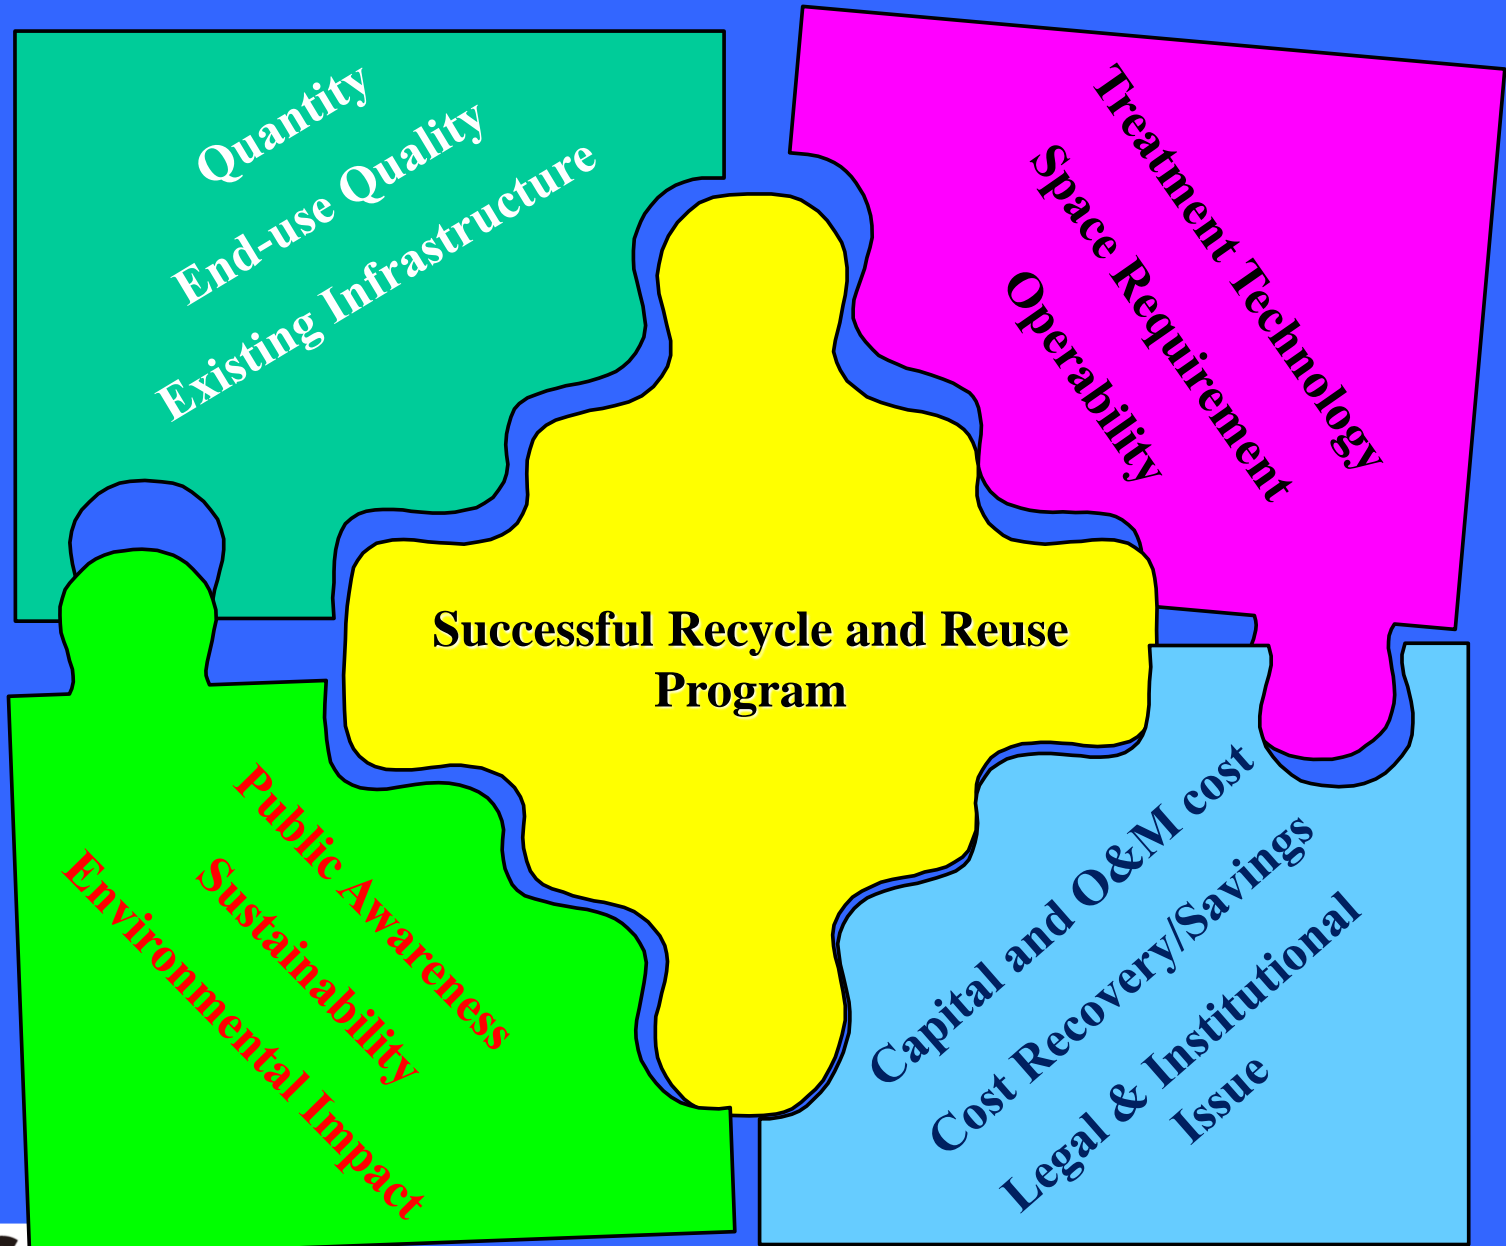 Quantity
End-use Quality
Existing Infrastructure
Treatment Technology
Space Requirement
Operability
Successful Recycle and Reuse
Program
Public Awareness
Sustainability
Environmental Impact
Capital and O&M cost
Cost Recovery/Savings
Legal & Institutional
Issue